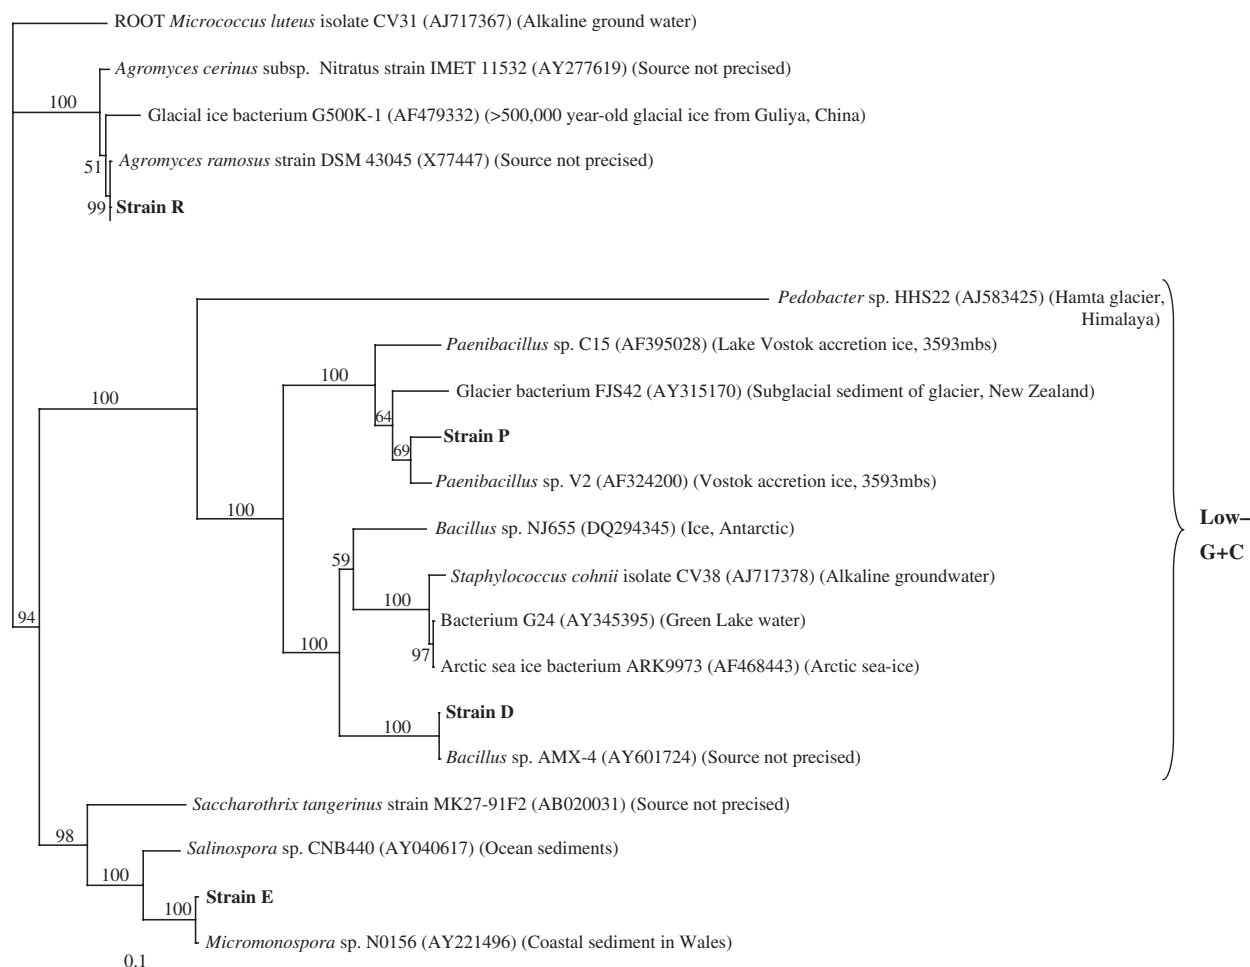 ROOT Micrococcus luteus isolate CV31 (AJ717367) (Alkaline ground water)
Agromyces cerinus subsp. Nitratus strain IMET 11532 (AY277619) (Source not precised)
100
Glacial ice bacterium G500K-1 (AF479332) (>500,000 year-old glacial ice from Guliya, China)
Agromyces ramosus strain DSM 43045 (X77447) (Source not precised)
51
99 Strain R
Pedobacter sp. HHS22 (AJ583425) (Hamta glacier,
Himalaya)
Paenibacillus sp. C15 (AF395028) (Lake Vostok accretion ice, 3593mbs)
100
Glacier bacterium FJS42 (AY315170) (Subglacial sediment of glacier, New Zealand)
100
64
Strain P
69
Paenibacillus sp. V2 (AF324200) (Vostok accretion ice, 3593mbs)
100
Low–
G+C
Bacillus sp. NJ655 (DQ294345) (Ice, Antarctic)
59
Staphylococcus cohnii isolate CV38 (AJ717378) (Alkaline groundwater)
100
Bacterium G24 (AY345395) (Green Lake water)
94
100
97
Arctic sea ice bacterium ARK9973 (AF468443) (Arctic sea-ice)
Strain D
100
Bacillus sp. AMX-4 (AY601724) (Source not precised)
Saccharothrix tangerinus strain MK27-91F2 (AB020031) (Source not precised)
98
Salinospora sp. CNB440 (AY040617) (Ocean sediments)
100
Strain E
100
Micromonospora sp. N0156 (AY221496) (Coastal sediment in Wales)
0.1